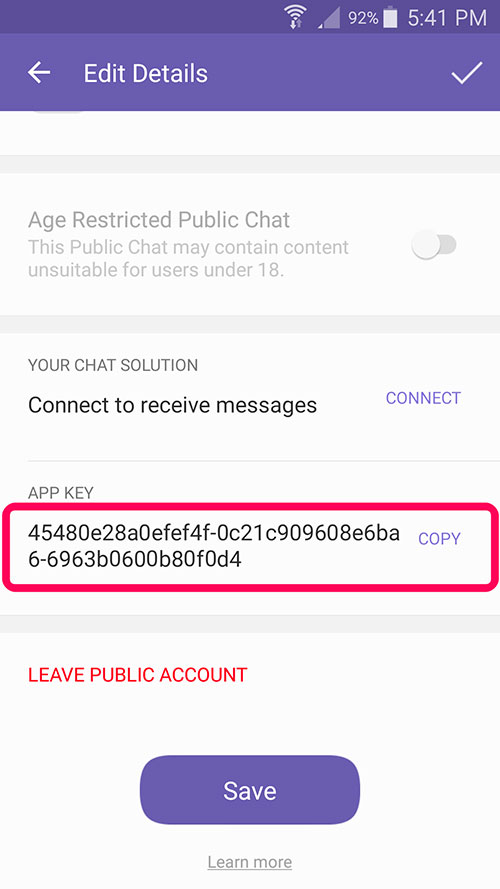 92% 5:41 PM
Edit Details
Age Restricted Public Chat
This Public Chat may contain content
unsuitable for users under 18.
YOUR CHAT SOLUTION
Connect to receive messages CONNECT
APP KEY
45480e28a0efef4f-0c21c909608e6ba COPY
6-6963b0600b80f0d4
LEAVE PUBLIC ACCOUNT
Save
Learn more